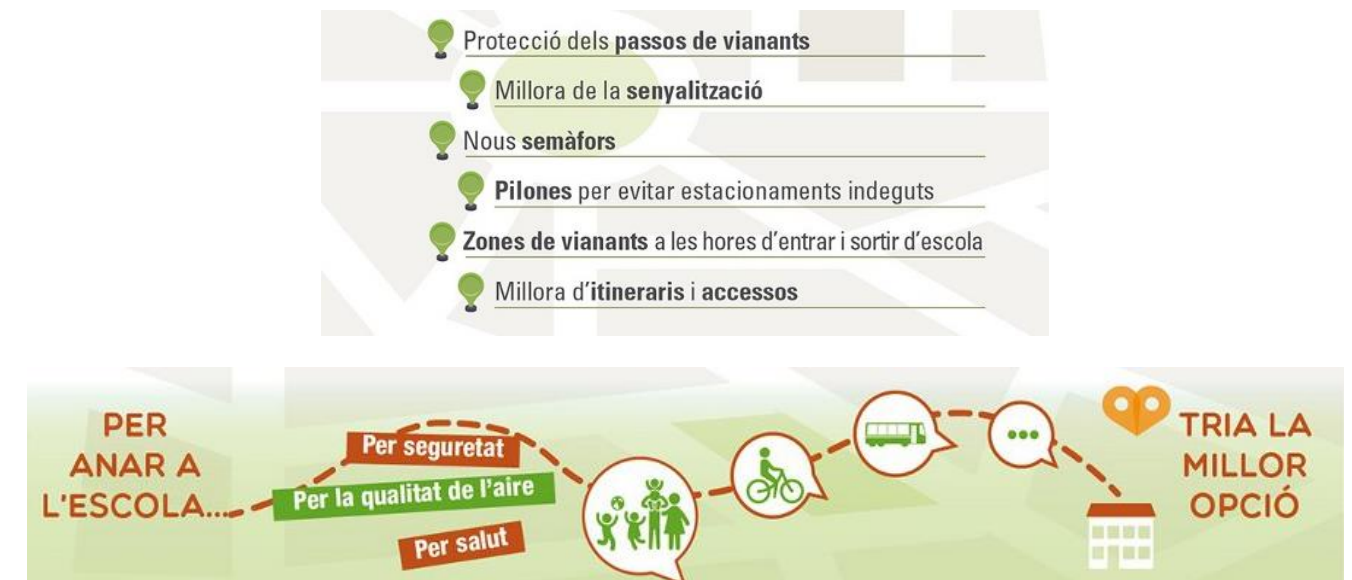 Protecció dels passos de vianants
Millora de la senyalització
Nous semàfors
Pilones per evitar estacionaments indeguts
Zones de vianants a les hores d'entrar i sortir d'escola
Millora d'itineraris i accessos
PER
ANAR A
L'ESCOLA...
Per seguretat
Per la qualitat de l'aire
Per salut
TRIA LA
MILLOR
OPCIÓ